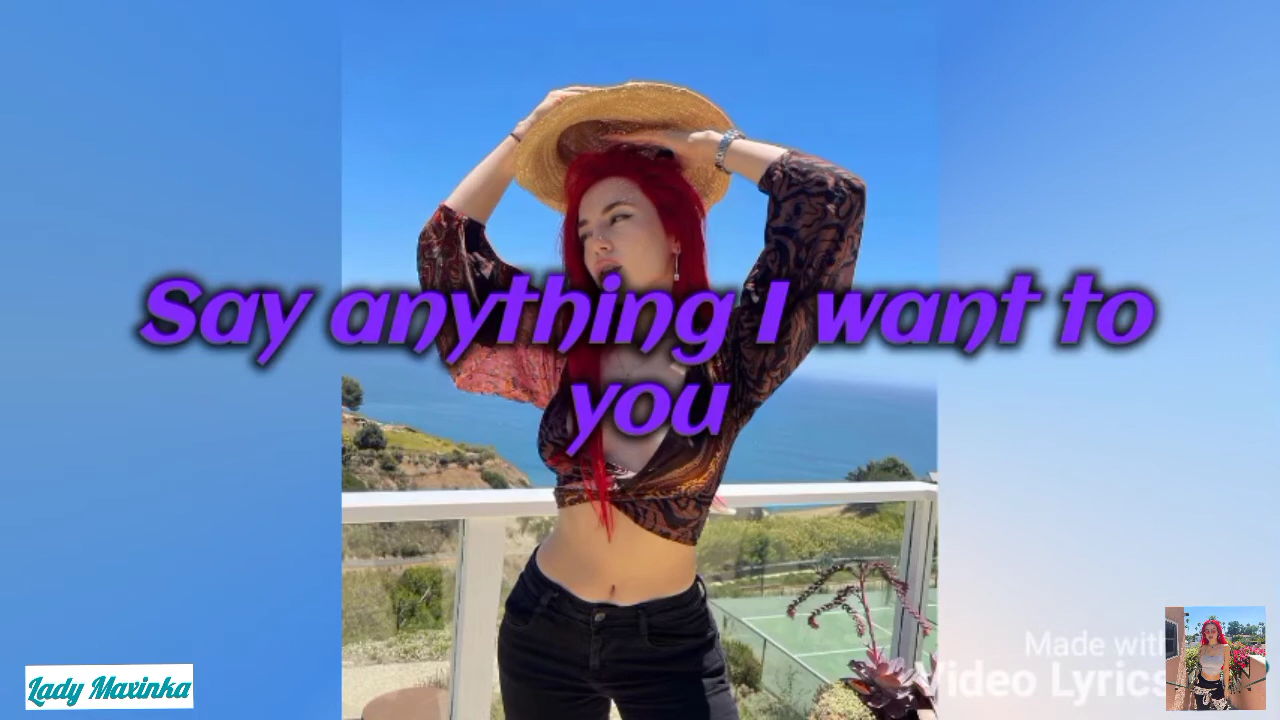 Say anything I want to
you
Made with
Video Lyrics
Lady Maxinka